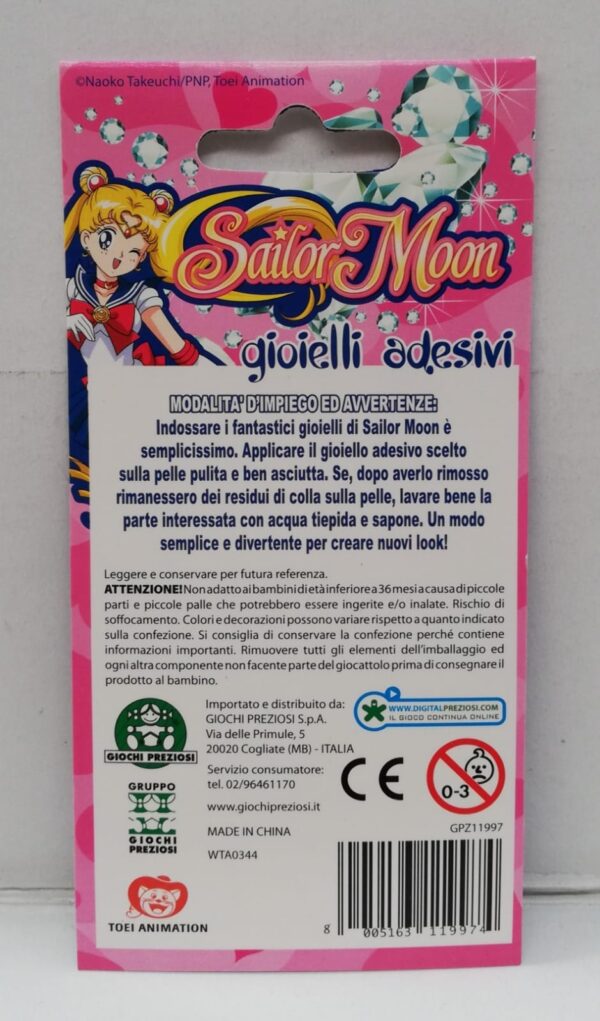 ©Naoko Takeuchi/PNP, Toei Animation
Sailor Moon
gioielli adesivi
MODALITA' D'IMPIEGO ED AVVERTENZE:
Indossare i fantastici gioielli di Sailor Moon è
semplicissimo. Applicare il gioiello adesivo scelto
sulla pelle pulita e ben asciutta. Se, dopo averlo rimosso
rimanessero dei residui di colla sulla pelle, lavare bene la
parte interessata con acqua tiepida e sapone. Un modo
semplice e divertente per creare nuovi look!
Leggere e conservare per futura referenza.
ATTENZIONE! Non adatto ai bambini di età inferiore a 36 mesi a causa di piccole
parti e piccole palle che potrebbero essere ingerite e/o inalate. Rischio di
soffocamento. Colori e decorazioni possono variare rispetto a quanto indicato
sulla confezione. Si consiglia di conservare la confezione perché contiene
informazioni importanti. Rimuovere tutti gli elementi dell'imballaggio ed
ogni altra componente non facente parte del giocattolo prima di consegnare il
prodotto al bambino.
GIOCHI PREZIOSI
Importato e distribuito da:
GIOCHI PREZIOSI S.p.A.
Via delle Primule, 5
20020 Cogliate (MB) - ITALIA
WWW.DIGITALPREZIOSI.COM
IL GIOCO CONTINUA ONLINE
Servizio consumatore:
tel. 02/96461170
www.giochipreziosi.it
CE
0-3
GRUPPO
GIOCHI
PREZIOSI
MADE IN CHINA
GPZ11997
WTA0344
TOEI ANIMATION
8 005163 119974